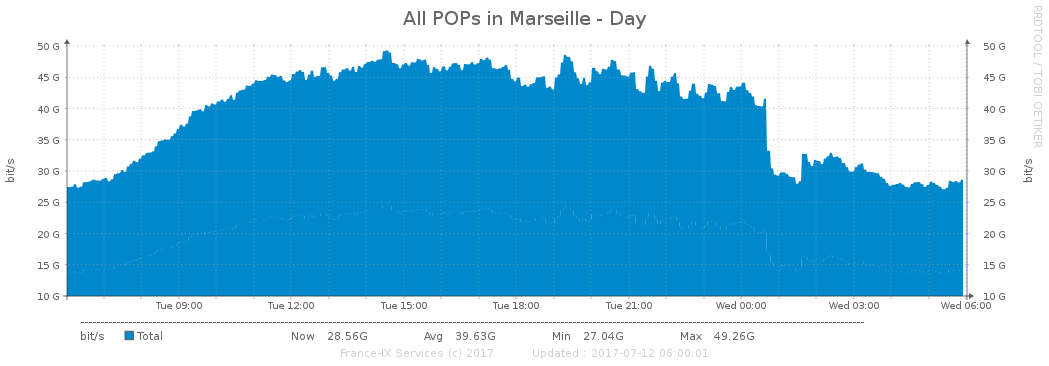 All POPs in Marseille - Day
RRDTOOL / TOBI OETIKER
50 G 50 G
45 G 45 G
40 G 40 G
35 G 35 G
30 G 30 G
25 G 25 G
20 G 20 G
15 G 15 G
10 G 10 G
bit/s
bit/s
Tue 09:00 Tue 12:00 Tue 15:00 Tue 18:00 Tue 21:00 Wed 00:00 Wed 03:00 Wed 06:00
bit/s Total Now 28.56G Avg 39.63G Min 27.04G Max 49.26G
France-IX Services (c) 2017 Updated : 2017-07-12 06:00:01